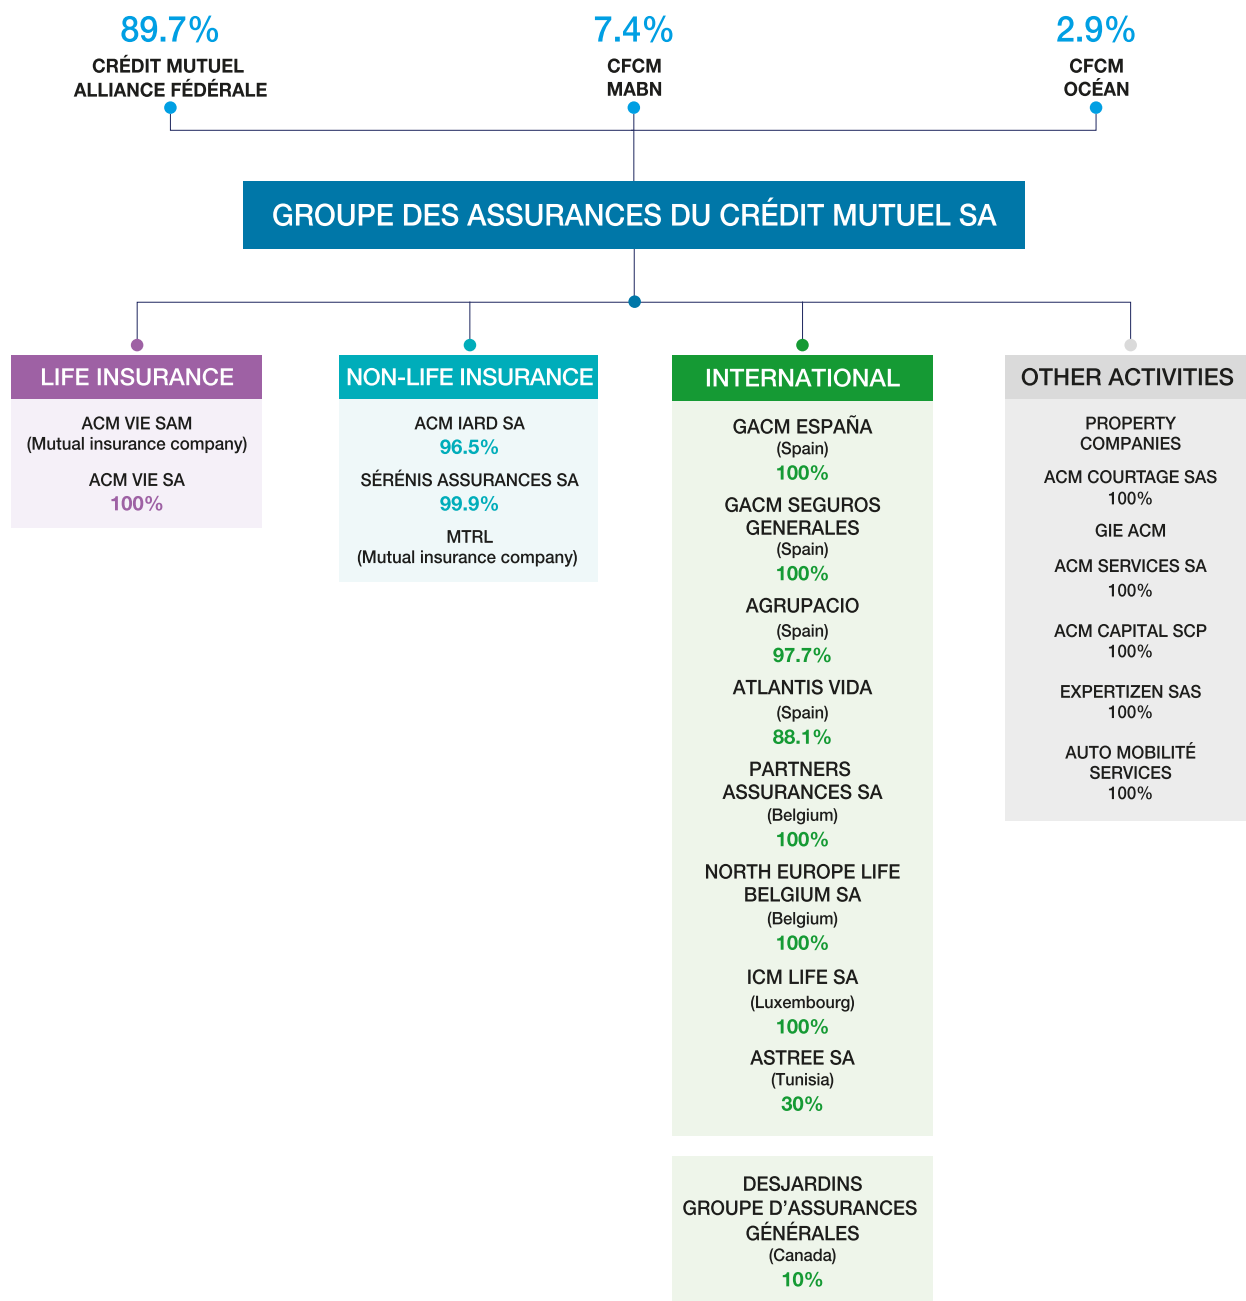 89.7%
CRÉDIT MUTUEL
ALLIANCE FÉDÉRALE
7.4%
CFCM
MABN
2.9%
CFCM
OCÉAN
GROUPE DES ASSURANCES DU CRÉDIT MUTUEL SA
LIFE INSURANCE
ACM VIE SAM
(Mutual insurance company)
ACM VIE SA
100%
NON-LIFE INSURANCE
ACM IARD SA
96.5%
SÉRÉNIS ASSURANCES SA
99.9%
MTRL
(Mutual insurance company)
INTERNATIONAL
GACM ESPAÑA
(Spain)
100%
GACM SEGUROS
GENERALES
(Spain)
100%
AGRUPACIO
(Spain)
97.7%
ATLANTIS VIDA
(Spain)
88.1%
PARTNERS
ASSURANCES SA
(Belgium)
100%
NORTH EUROPE LIFE
BELGIUM SA
(Belgium)
100%
ICM LIFE SA
(Luxembourg)
100%
ASTREE SA
(Tunisia)
30%
DESJARDINS
GROUPE D’ASSURANCES
GÉNÉRALES
(Canada)
10%
OTHER ACTIVITIES
PROPERTY
COMPANIES
ACM COURTAGE SAS
100%
GIE ACM
ACM SERVICES SA
100%
ACM CAPITAL SCP
100%
EXPERTIZEN SAS
100%
AUTO MOBILITÉ
SERVICES
100%